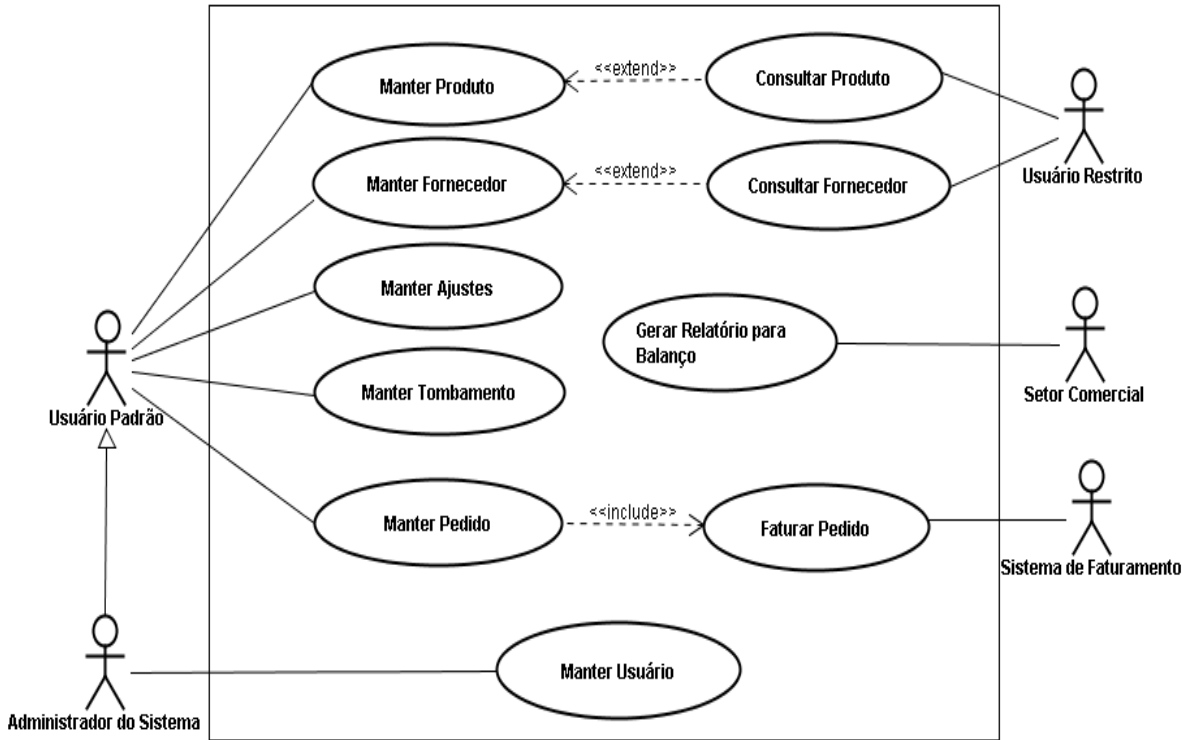 Manter Produto
<<extend>>
Consultar Produto
Manter Fornecedor
<<extend>>
Consultar Fornecedor
Usuário Restrito
Manter Ajustes
Gerar Relatório para
Balanço
Manter Tombamento
Setor Comercial
Usuário Padrão
Manter Pedido
<<include>>
Faturar Pedido
Sistema de Faturamento
Manter Usuário
Administrador do Sistema